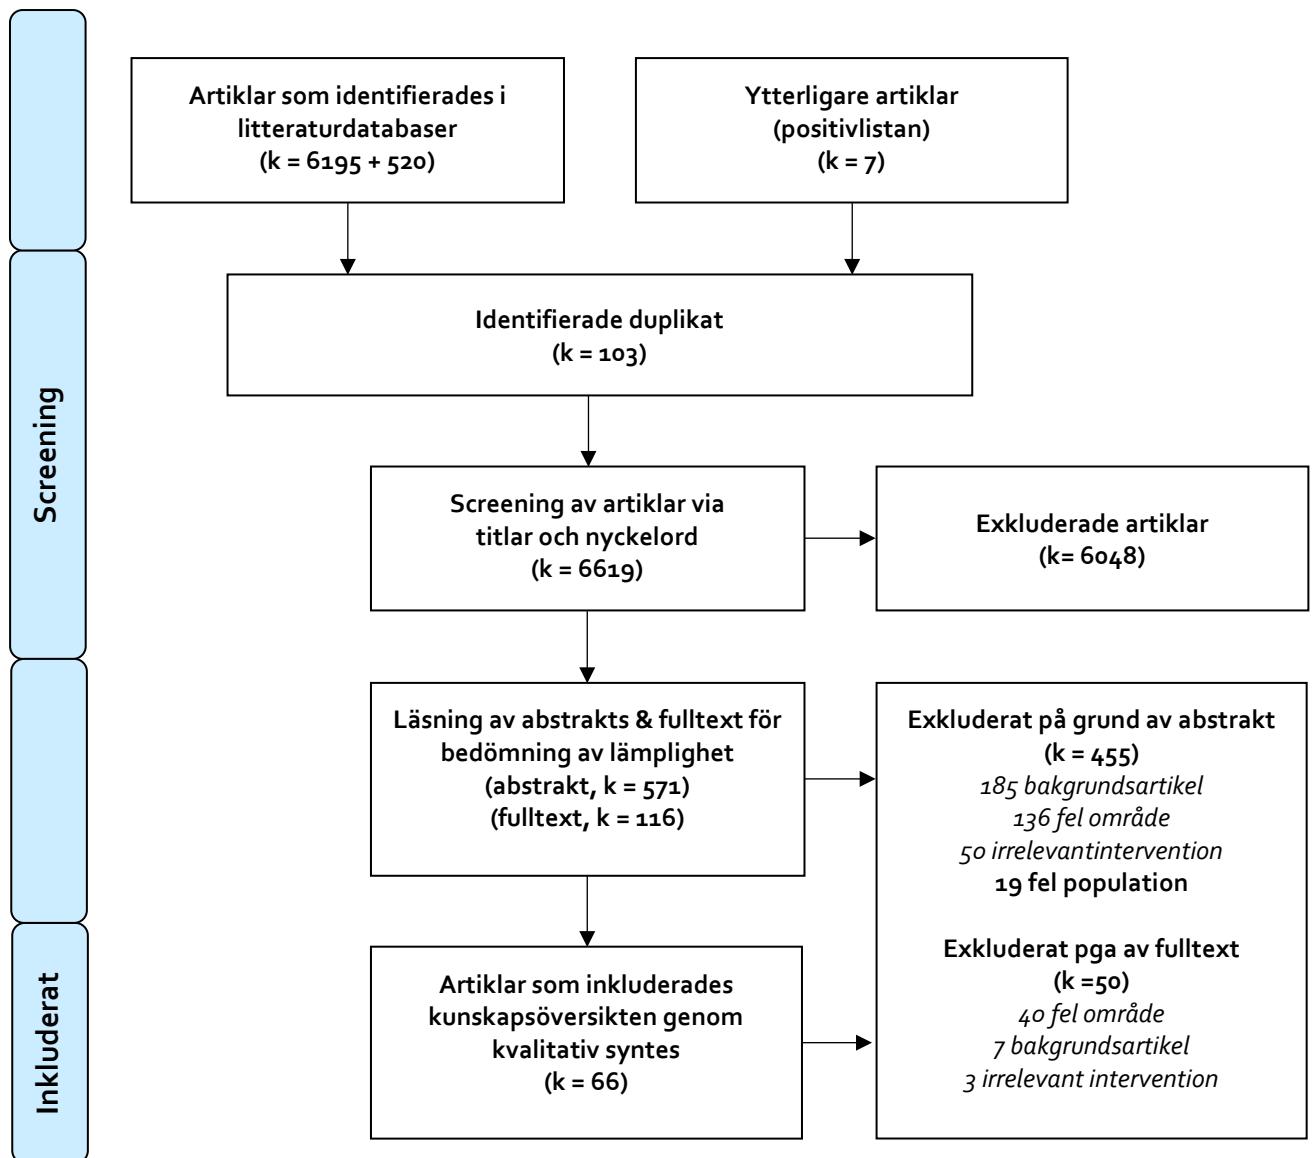 Artiklar som identifierades i
litteraturdatabaser
(k = 6195 + 520)
Ytterligare artiklar
(positivlistan)
(k = 7)
Identifierade duplikat
(k = 103)
Screening
Screening av artiklar via
titlar och nyckelord
(k = 6619)
Exkluderade artiklar
(k= 6048)
Läsning av abstrakts & fulltext för
bedömning av lämplighet
(abstrakt, k = 571)
(fulltext, k = 116)
Exkluderat på grund av abstrakt
(k = 455)
185 bakgrundsartikel
136 fel område
50 irrelevantintervention
19 fel population
Exkluderat pga av fulltext
(k =50)
40 fel område
7 bakgrundsartikel
3 irrelevant intervention
Inkluderat
Artiklar som inkluderades
kunskapsöversikten genom
kvalitativ syntes
(k = 66)